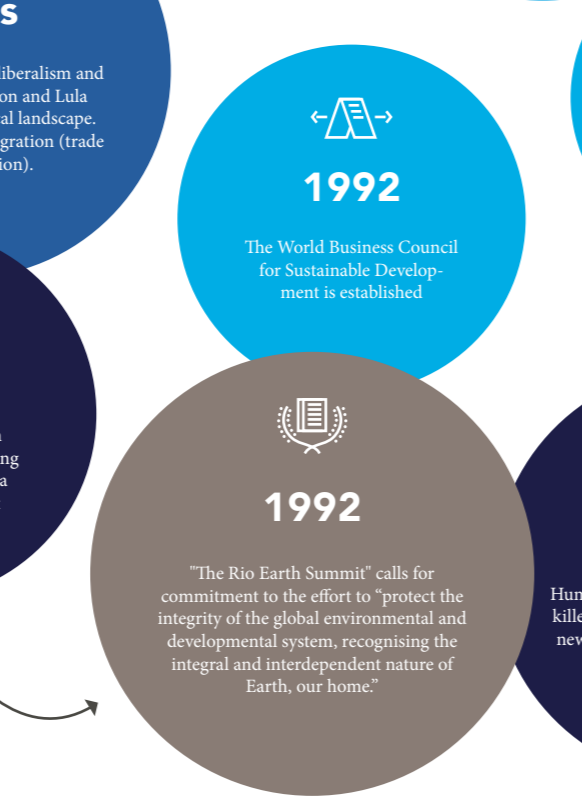 s
liberalism and
on and Lula
al landscape.
gration (trade
ion).
1992
The World Business Council
for Sustainable Develop-
ment is established
ng
a
1992
"The Rio Earth Summit" calls for
commitment to the effort to “protect the
integrity of the global environmental and
developmental system, recognising the
integral and interdependent nature of
Earth, our home.”
Hun
kille
new